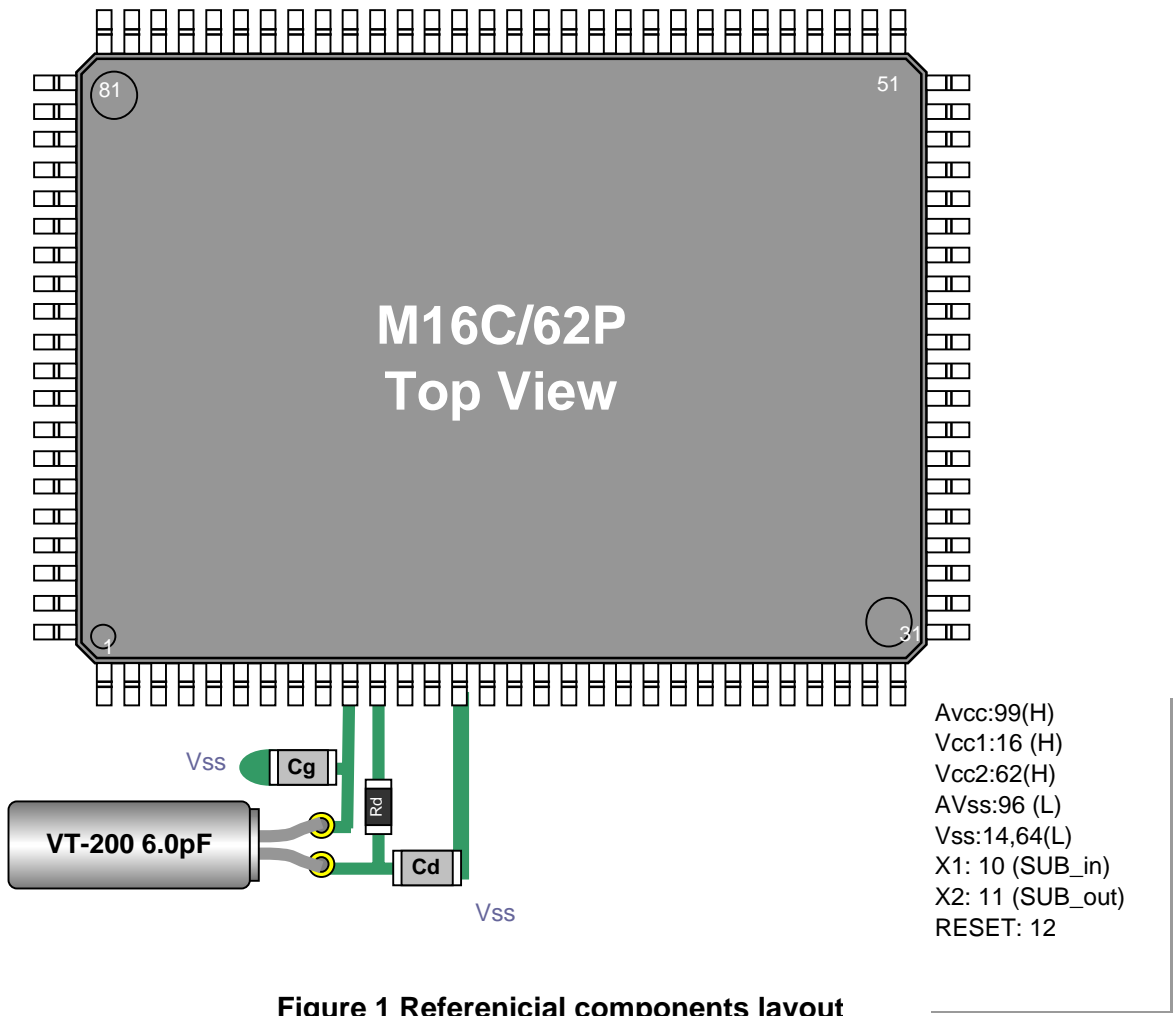 81
51
M16C/62P
Top View
1
31
Vss
Cg
Rd
VT-200 6.0pF
Cd
Vss
Avcc:99(H)
Vcc1:16 (H)
Vcc2:62(H)
AVss:96 (L)
Vss:14,64(L)
X1: 10 (SUB_in)
X2: 11 (SUB_out)
RESET: 12
Figure 1 Referenicial components layout